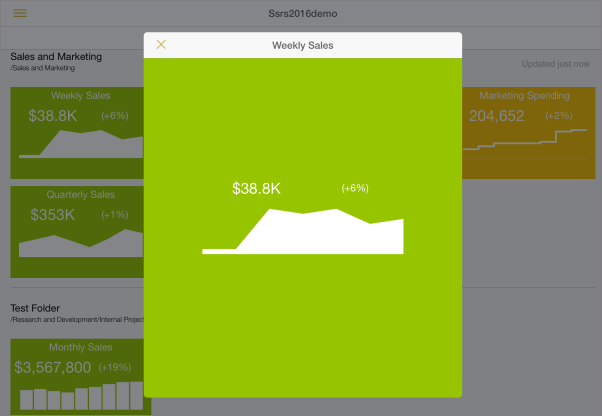 Ssrs2016demo
Sales and Marketing
/Sales and Marketing
Updated just now
Weekly Sales
$38.8K (+6%)
Marketing Spending
204,652 (+2%)
Quarterly Sales
$353K (+1%)
Weekly Sales
$38.8K (+6%)
Test Folder
/Research and Development/Internal Projec
Monthly Sales
$3,567,800 (+19%)